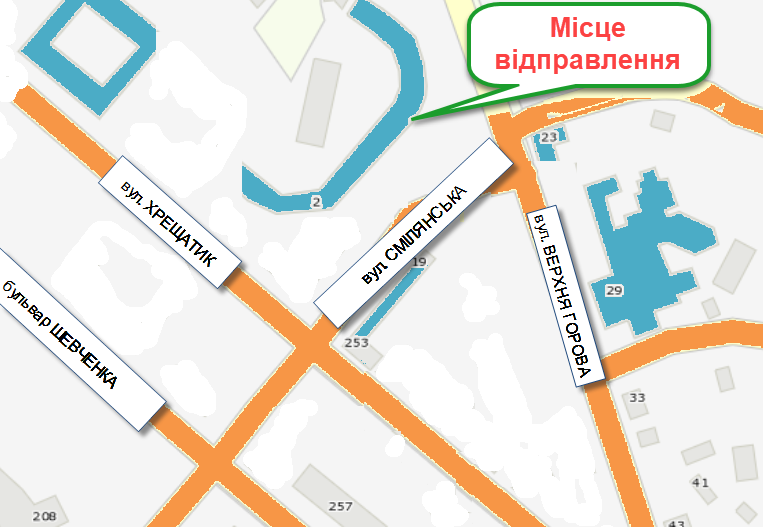 Місце
відправлення
23
2
вул. ХРЕЩАТИК
вул. СМІЛЯНСЬКА
вул. ВЕРХНЯ ГОРОВА
19
29
бульвар ШЕВЧЕНКА
253
33
41
257
208
43